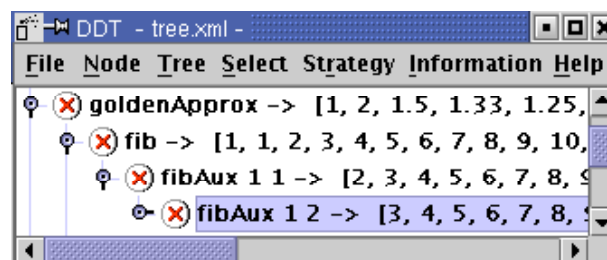 DDT - tree.xml -
File Node Tree Select Strategy Information Help
goldenApprox -> [1, 2, 1.5, 1.33, 1.25,
fib -> [1, 1, 2, 3, 4, 5, 6, 7, 8, 9, 10,
fibAux 1 1 -> [2, 3, 4, 5, 6, 7, 8, 9
fibAux 1 2 -> [3, 4, 5, 6, 7, 8, 9